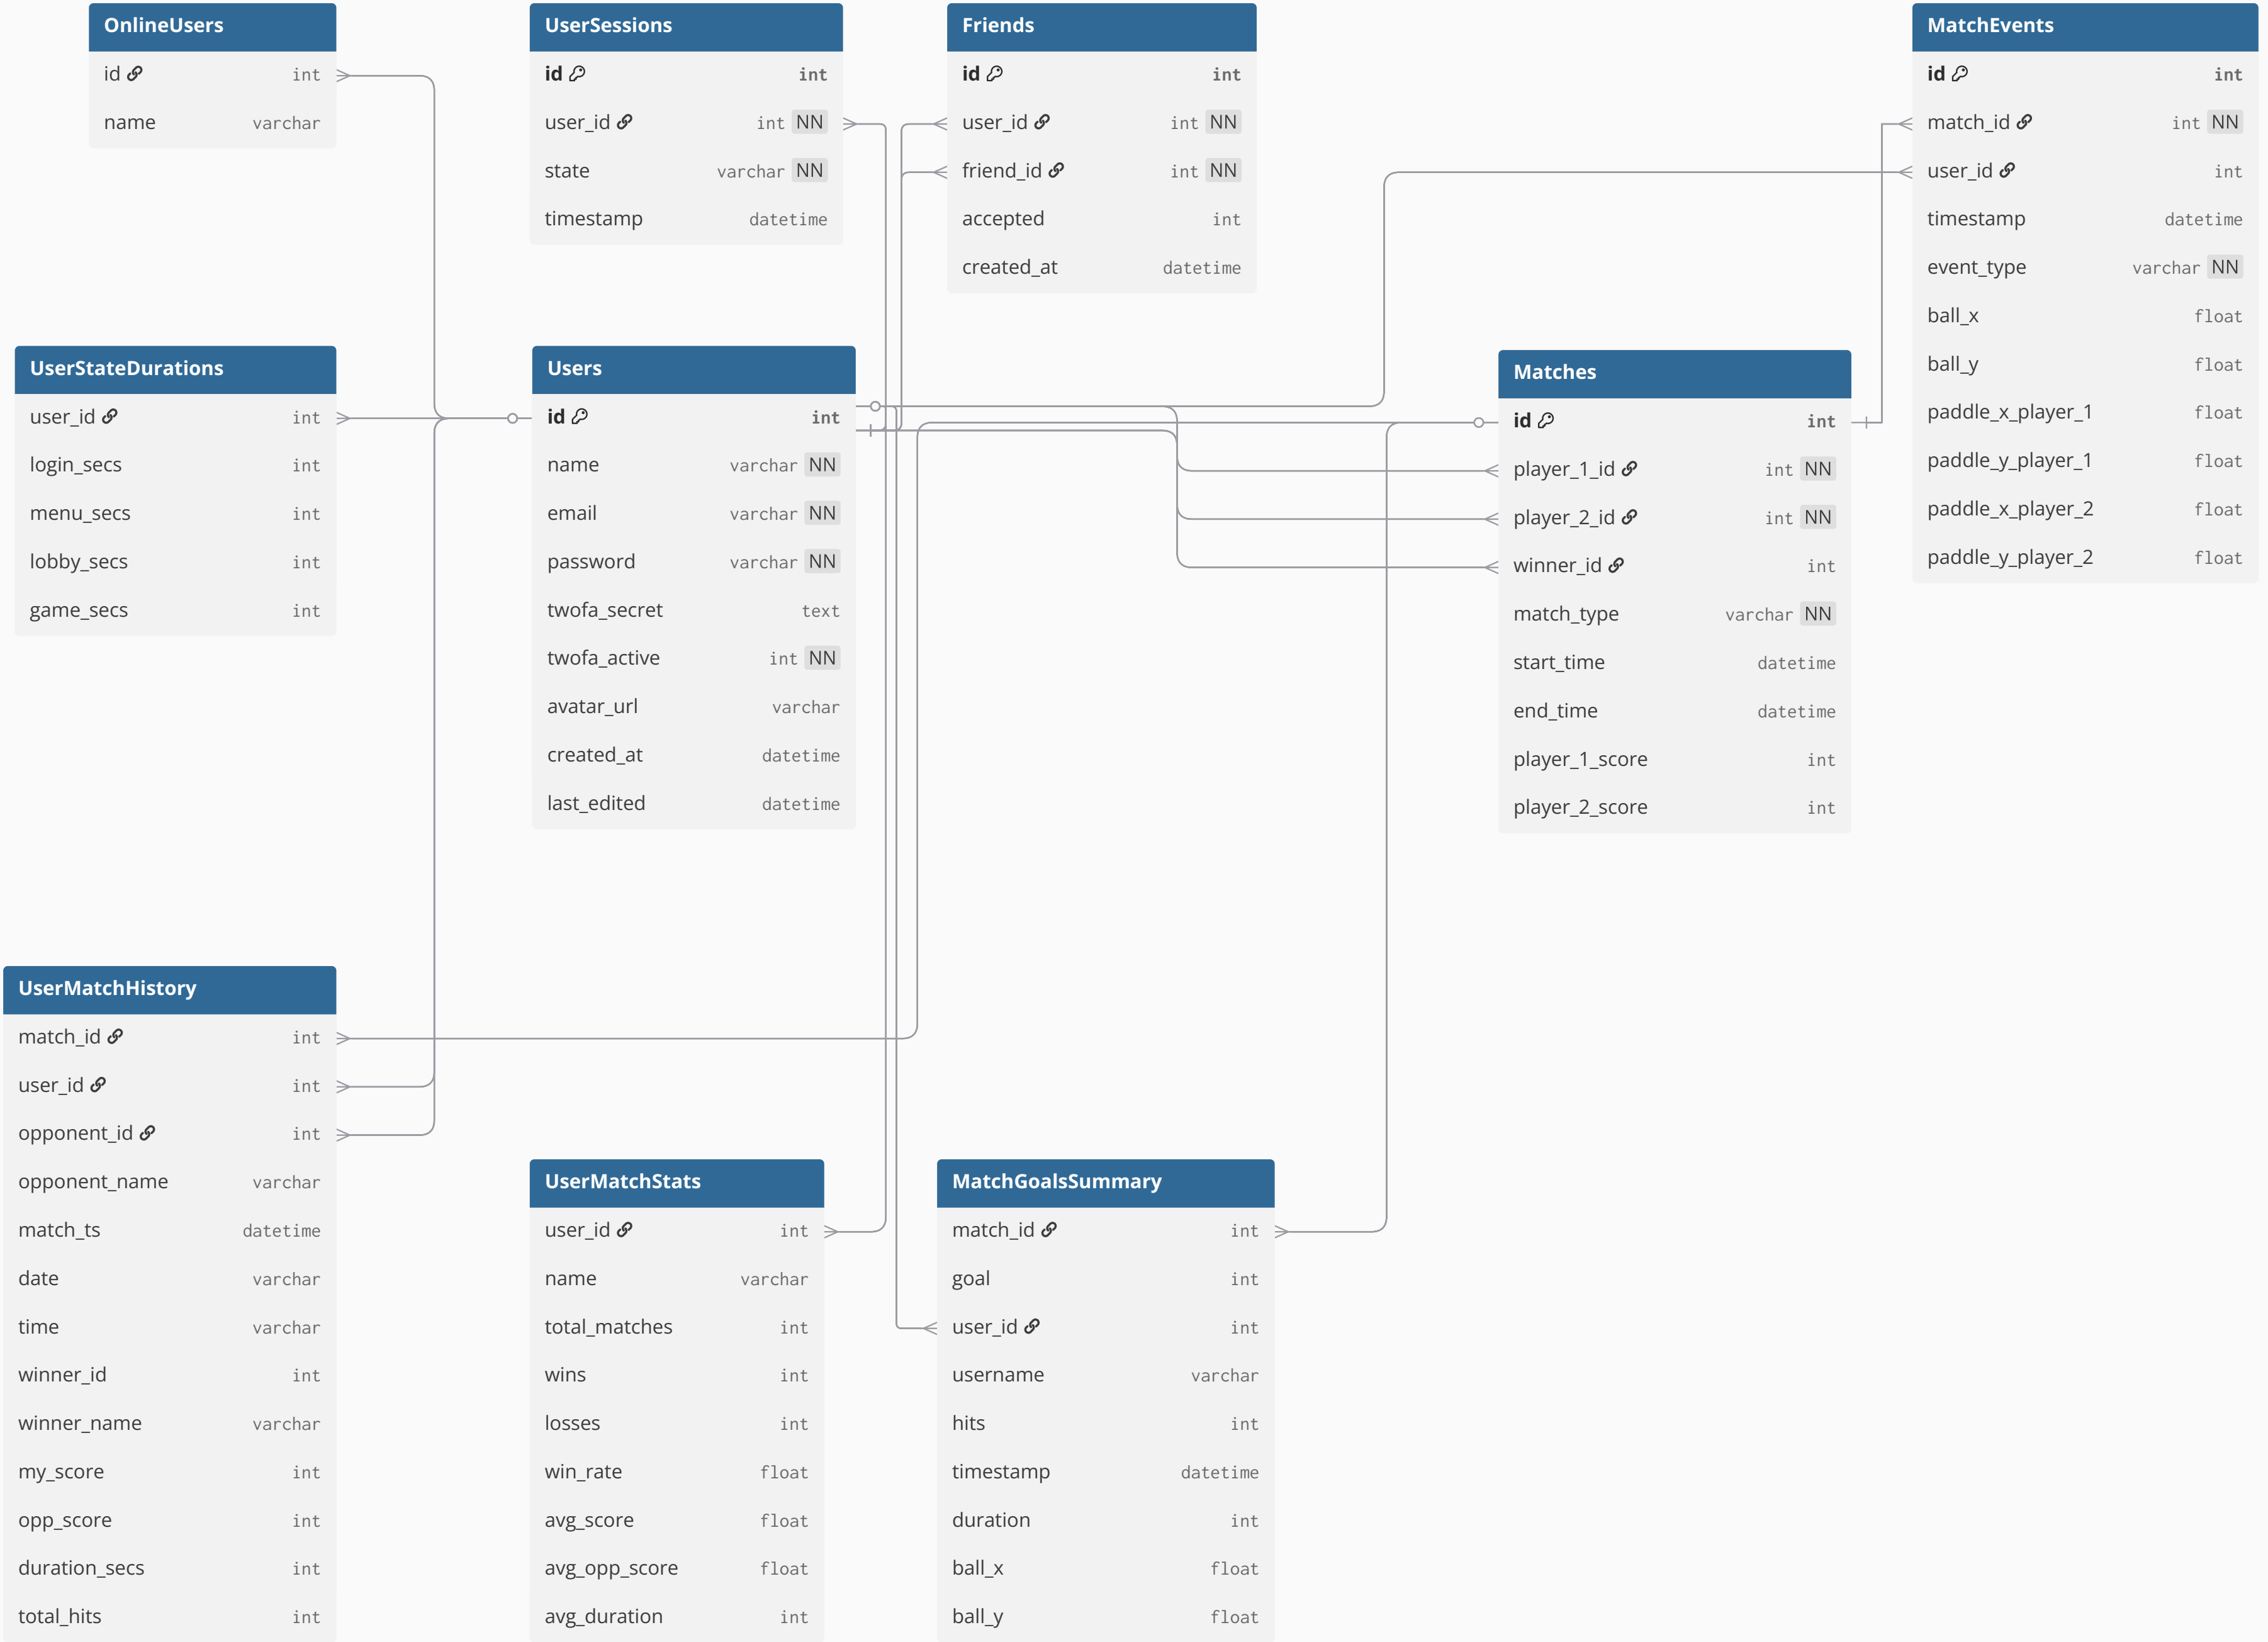 OnlineUsers
id int
name varchar
UserSessions
id int
user_id int NN
state varchar NN
timestamp datetime
Friends
id int
user_id int NN
friend_id int NN
accepted int
created_at datetime
MatchEvents
id int
match_id int NN
user_id int
timestamp datetime
event_type varchar NN
ball_x float
ball_y float
paddle_x_player_1 float
paddle_y_player_1 float
paddle_x_player_2 float
paddle_y_player_2 float
UserStateDurations
user_id int
login_secs int
menu_secs int
lobby_secs int
game_secs int
Users
id int
name varchar NN
email varchar NN
password varchar NN
twofa_secret text
twofa_active int NN
avatar_url varchar
created_at datetime
last_edited datetime
Matches
id int
player_1_id int NN
player_2_id int NN
winner_id int
match_type varchar NN
start_time datetime
end_time datetime
player_1_score int
player_2_score int
UserMatchHistory
match_id int
user_id int
opponent_id int
opponent_name varchar
match_ts datetime
date varchar
time varchar
winner_id int
winner_name varchar
my_score int
opp_score int
duration_secs int
total_hits int
UserMatchStats
user_id int
name varchar
total_matches int
wins int
losses int
win_rate float
avg_score float
avg_opp_score float
avg_duration int
MatchGoalsSummary
match_id int
goal int
user_id int
username varchar
hits int
timestamp datetime
duration int
ball_x float
ball_y float